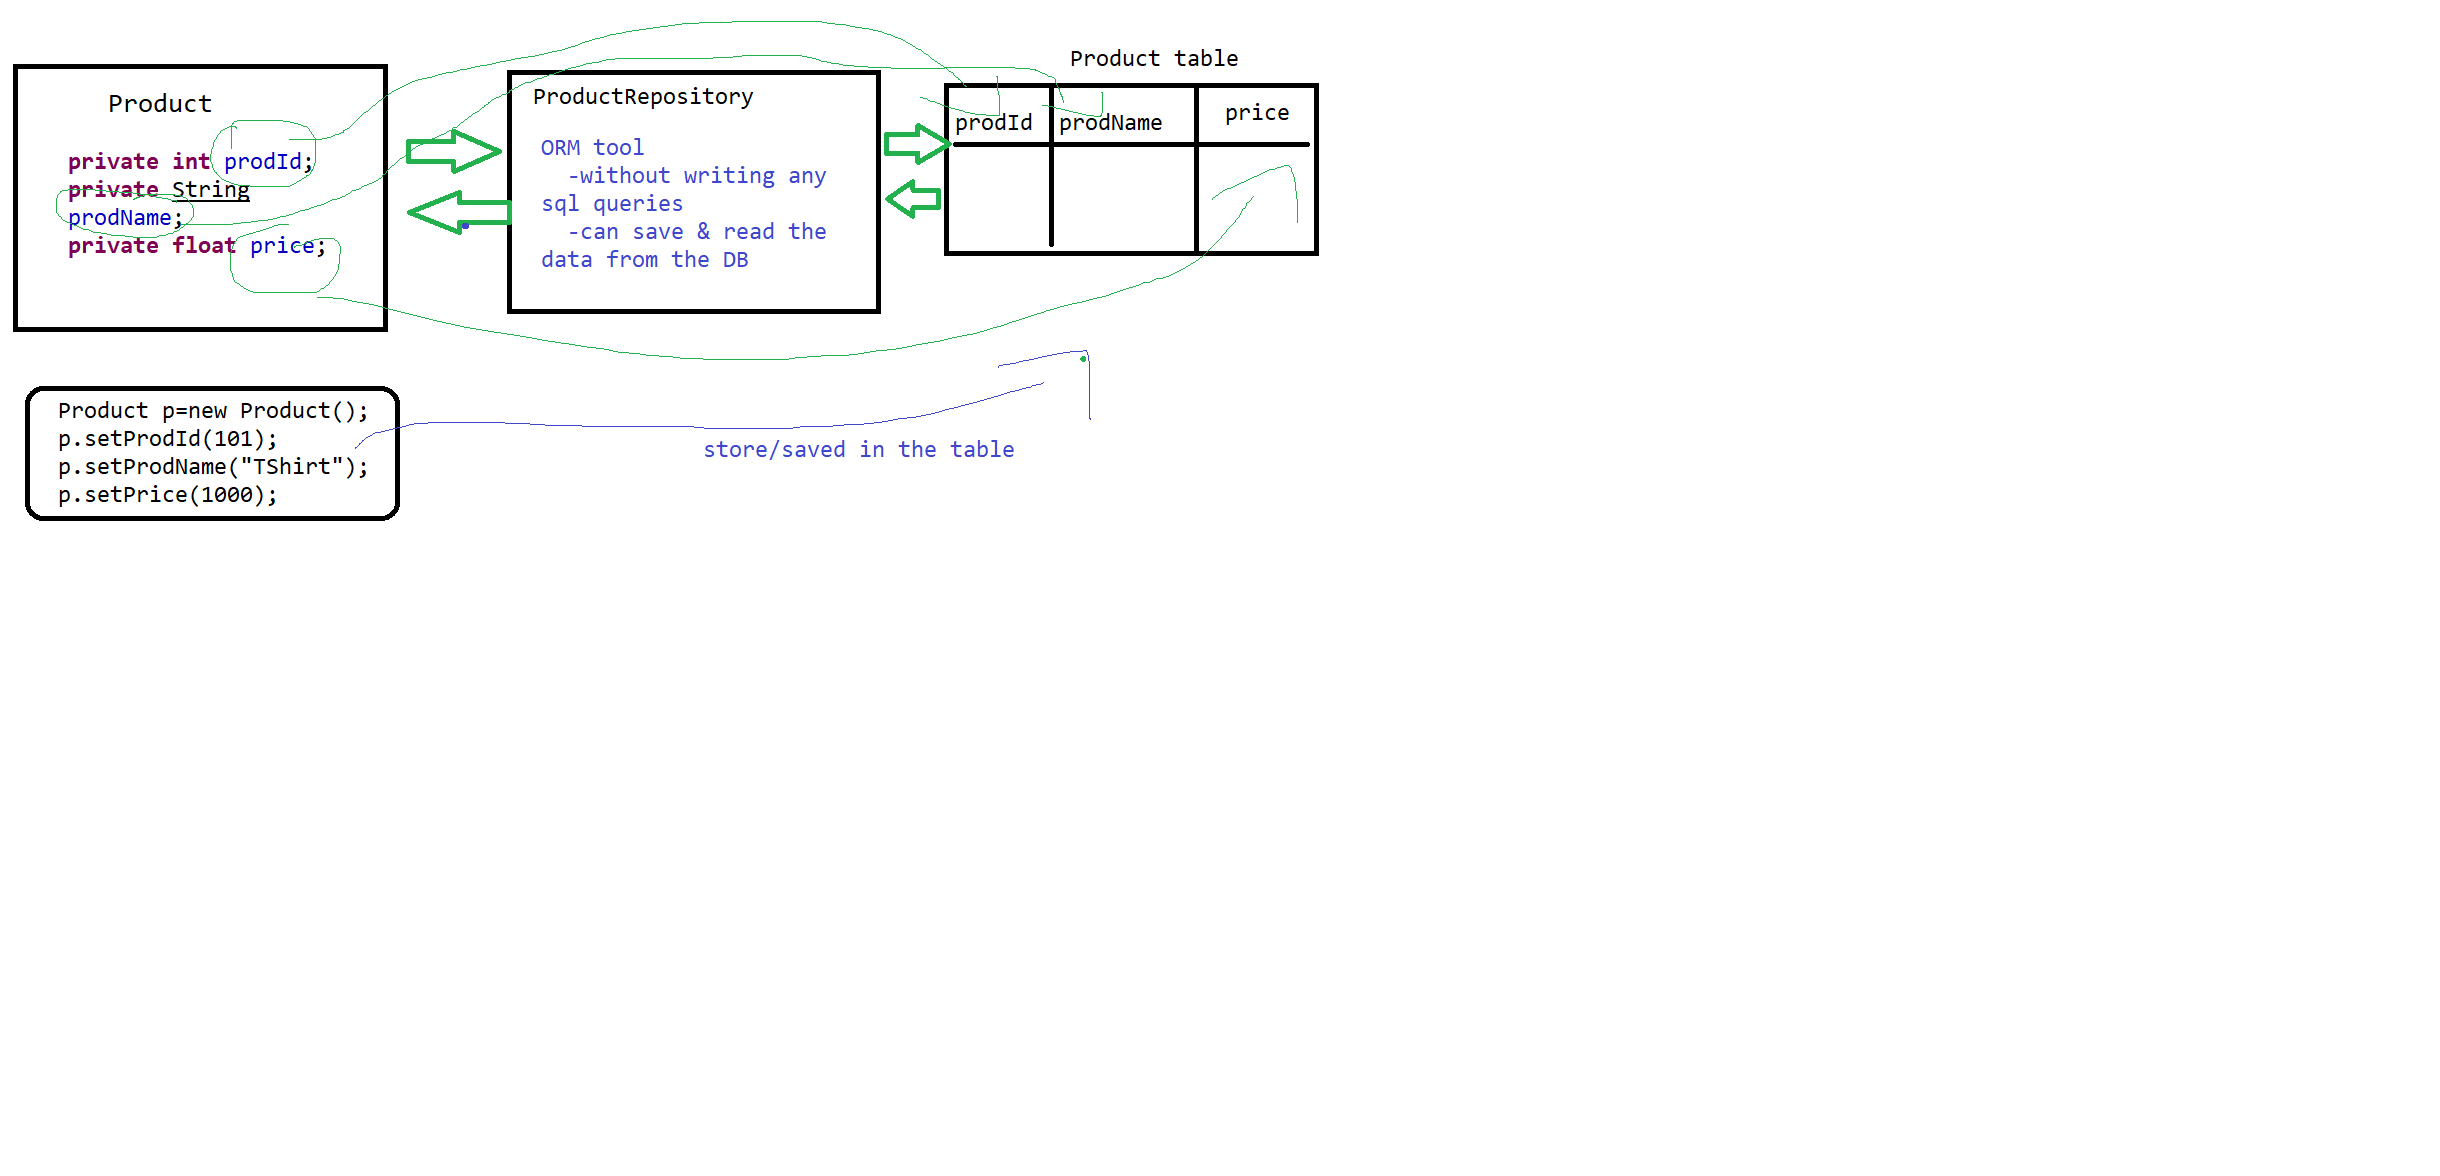 Product
private int prodId;
private String
prodName;
private float price;
ProductRepository
ORM tool
-without writing any
sql queries
-can save & read the
data from the DB
Product table
prodId prodName price
Product p=new Product();
p.setProdId(101);
p.setProdName("TShirt");
p.setPrice(1000);
store/saved in the table